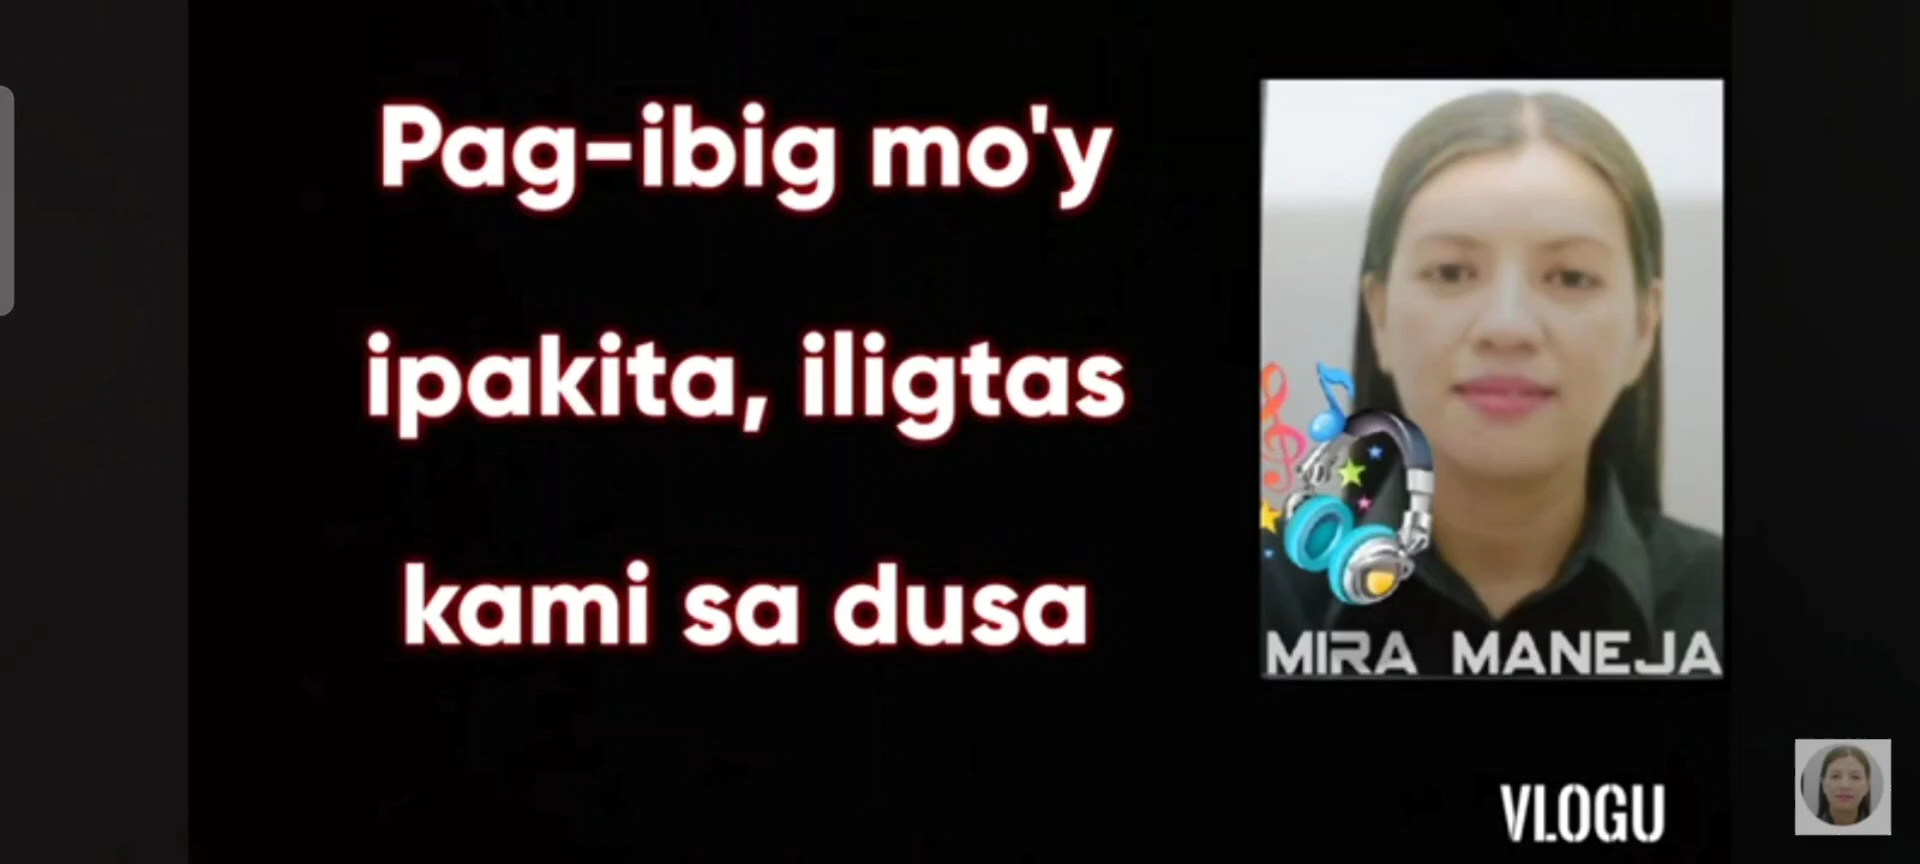 Pag-ibig mo'y
ipakita, iligtas
kami sa dusa
MIRA MANEJA
VLOGU